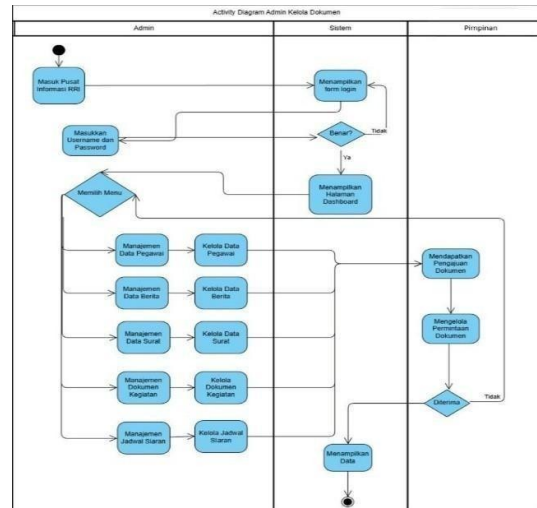 Activity Diagram Admin Kelola Dokumen
Admin
Sistem
Pimpinan
Masuk Pusat
Informasi RRI
Menampilkan
form login
Masukkan
Username dan
Password
Benar?
Tidak
Ya
Memilih Menu
Menampilkan
Halaman
Dashboard
Manajemen
Data Pegawai
Kelola Data
Pegawai
Mendapatkan
Pengajuan
Dokumen
Manajemen
Data Berita
Kelola Data
Berita
Manajemen
Data Surat
Kelola Data
Surat
Mengelola
Permintaan
Dokumen
Manajemen
Dokumen
Kegiatan
Kelola
Dokumen
Kegiatan
Diterima
Tidak
Manajemen
Jadwal Siaran
Kelola Jadwal
Siaran
Menampilkan
Data